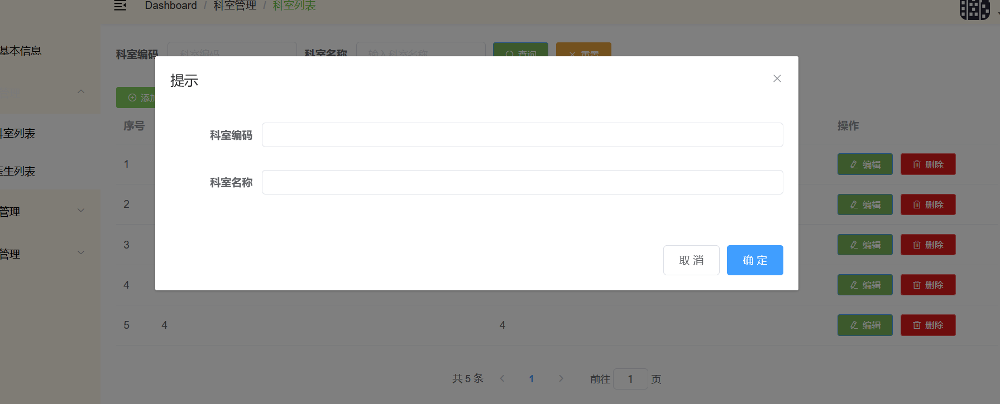 Dashboard / 科室管理 / 科室列表
基本信息
科室编码 科室编码 科室名称 输入科室名称 查询 重置
提示
添加
序号 操作
科室列表
科室编码
1 编辑 删除
医生列表
科室名称
2 编辑 删除
管理
3 编辑 删除
管理
取 消 确 定
4 编辑 删除
5 4 4 编辑 删除
共 5 条 1 前往 1 页